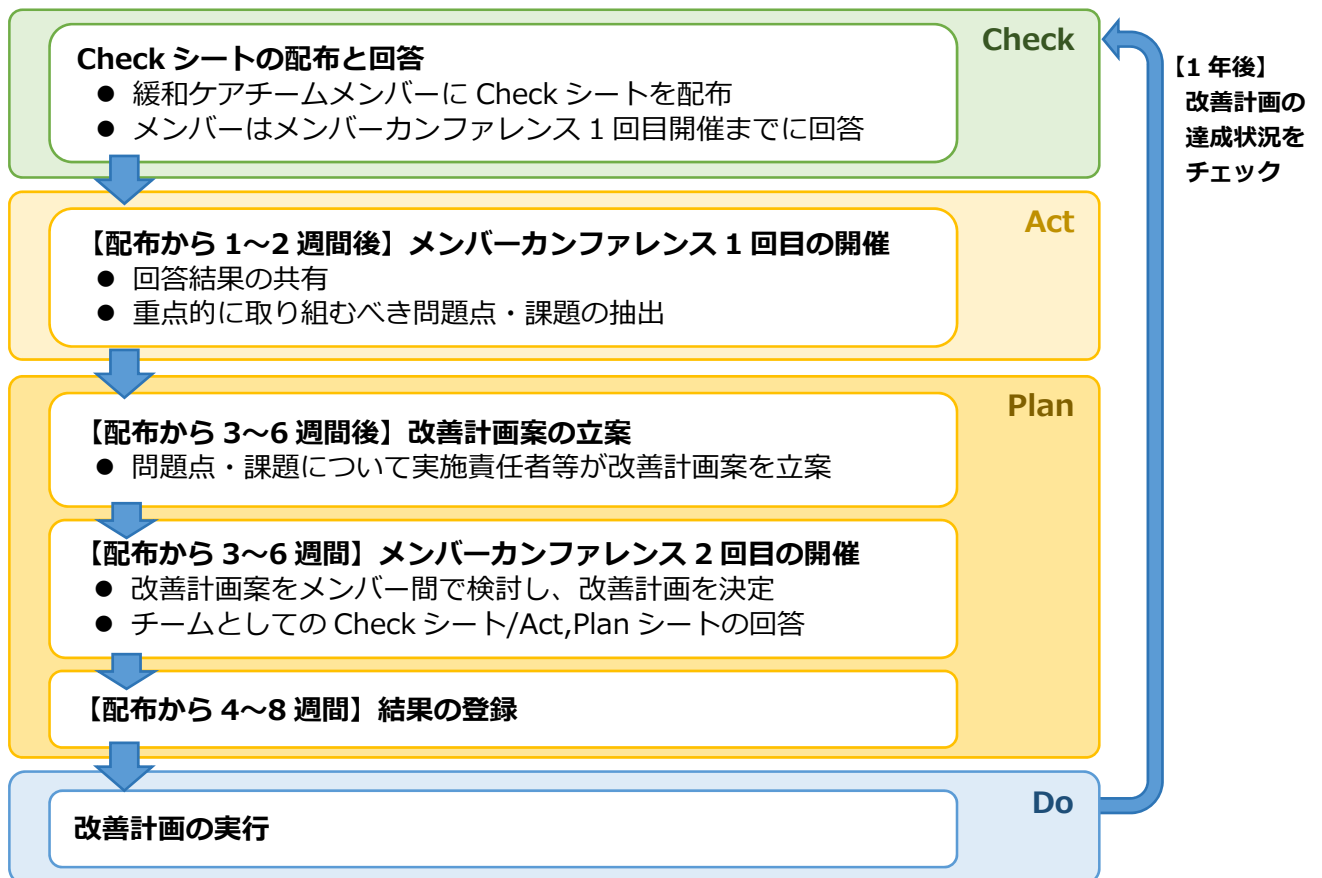 Check
Check シートの配布と回答
● 緩和ケアチームメンバーに Check シートを配布
● メンバーはメンバーカンファレンス 1 回目開催までに回答
【1 年後】
改善計画の
達成状況を
チェック
Act
【配布から 1～2 週間後】メンバーカンファレンス 1 回目の開催
● 回答結果の共有
● 重点的に取り組むべき問題点・課題の抽出
Plan
【配布から 3～6 週間後】改善計画案の立案
● 問題点・課題について実施責任者等が改善計画案を立案
【配布から 3～6 週間】メンバーカンファレンス 2 回目の開催
● 改善計画案をメンバー間で検討し、改善計画を決定
● チームとしての Check シート/Act,Plan シートの回答
【配布から 4～8 週間】結果の登録
Do
改善計画の実行